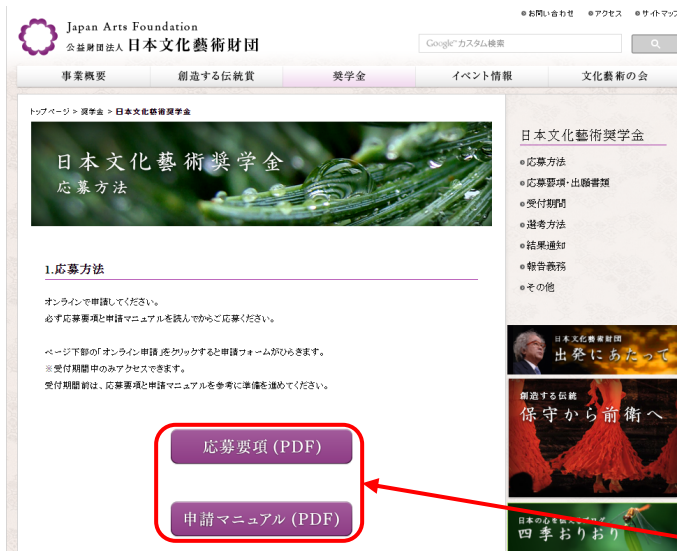 お問い合わせ アクセス サイトマップ
Japan Arts Foundation
公益財団法人 日本文化藝術財団
Google カスタム検索
事業概要 創造する伝統賞 奨学金 イベント情報 文化藝術の会
トップページ > 奨学金 > 日本文化藝術奨学金
日本文化藝術奨学金
応募方法
1.応募方法
オンラインで申請してください。
必ず応募要項と申請マニュアルを読んでからご応募ください。
ページ下部の「オンライン申請」をクリックすると申請フォームがひらきます。
※受付期間中のみアクセスできます。
受付期間前は、応募要項と申請マニュアルを参考に準備を進めてください。
応募要項 (PDF)
申請マニュアル (PDF)
日本文化藝術奨学金
応募方法
応募要項・出願書類
受付期間
選考方法
結果通知
報告義務
その他
日本文化藝術財団
出発にあたって
創造する伝統
保守から前衛へ
日本の心を伝えるブログ
四季おりおり